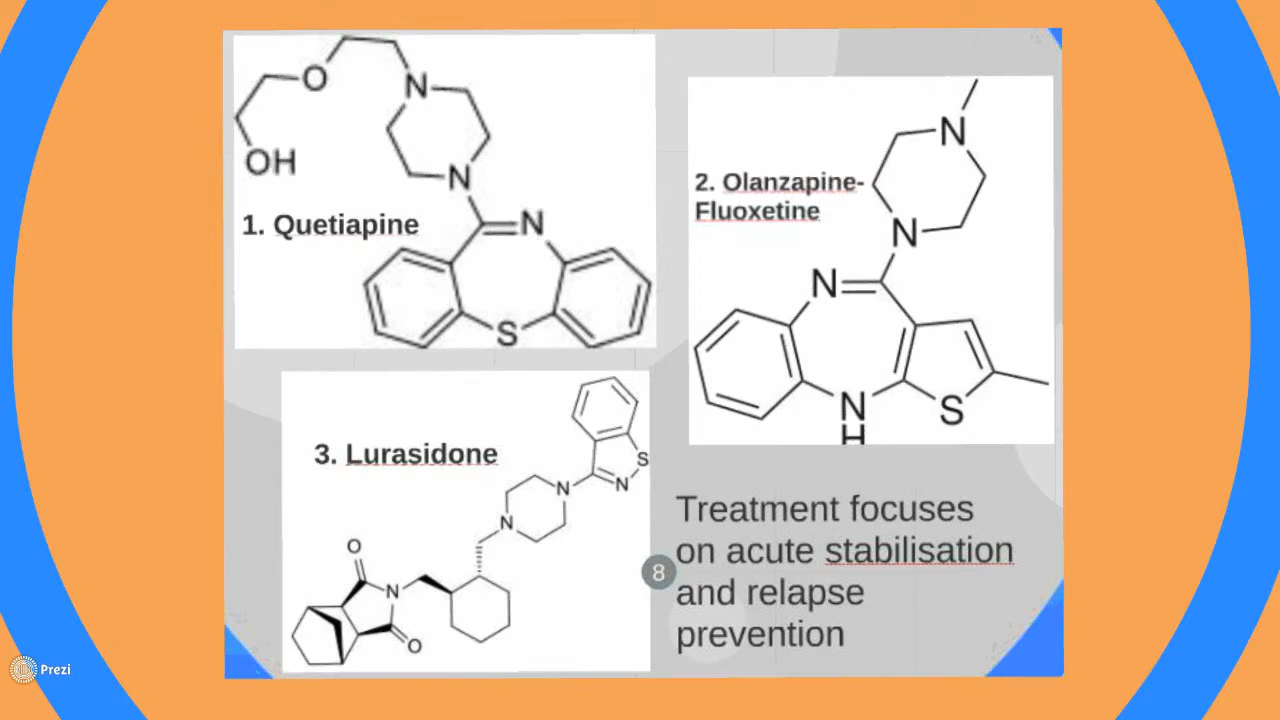 O
N
OH
N
1. Quetiapine
N
S
N
2. Olanzapine-
Fluoxetine
N
N
N
H
S
3. Lurasidone
S
N
N
N
O
N
O
8
Treatment focuses
on acute stabilisation
and relapse
prevention
Prezi